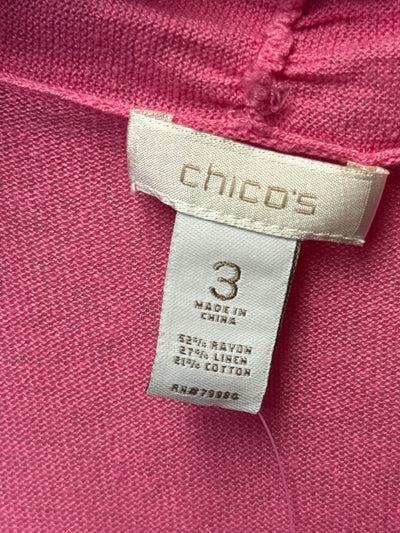 chico's
3
MADE IN
CHINA
52% RAYON
27% LINEN
21% COTTON